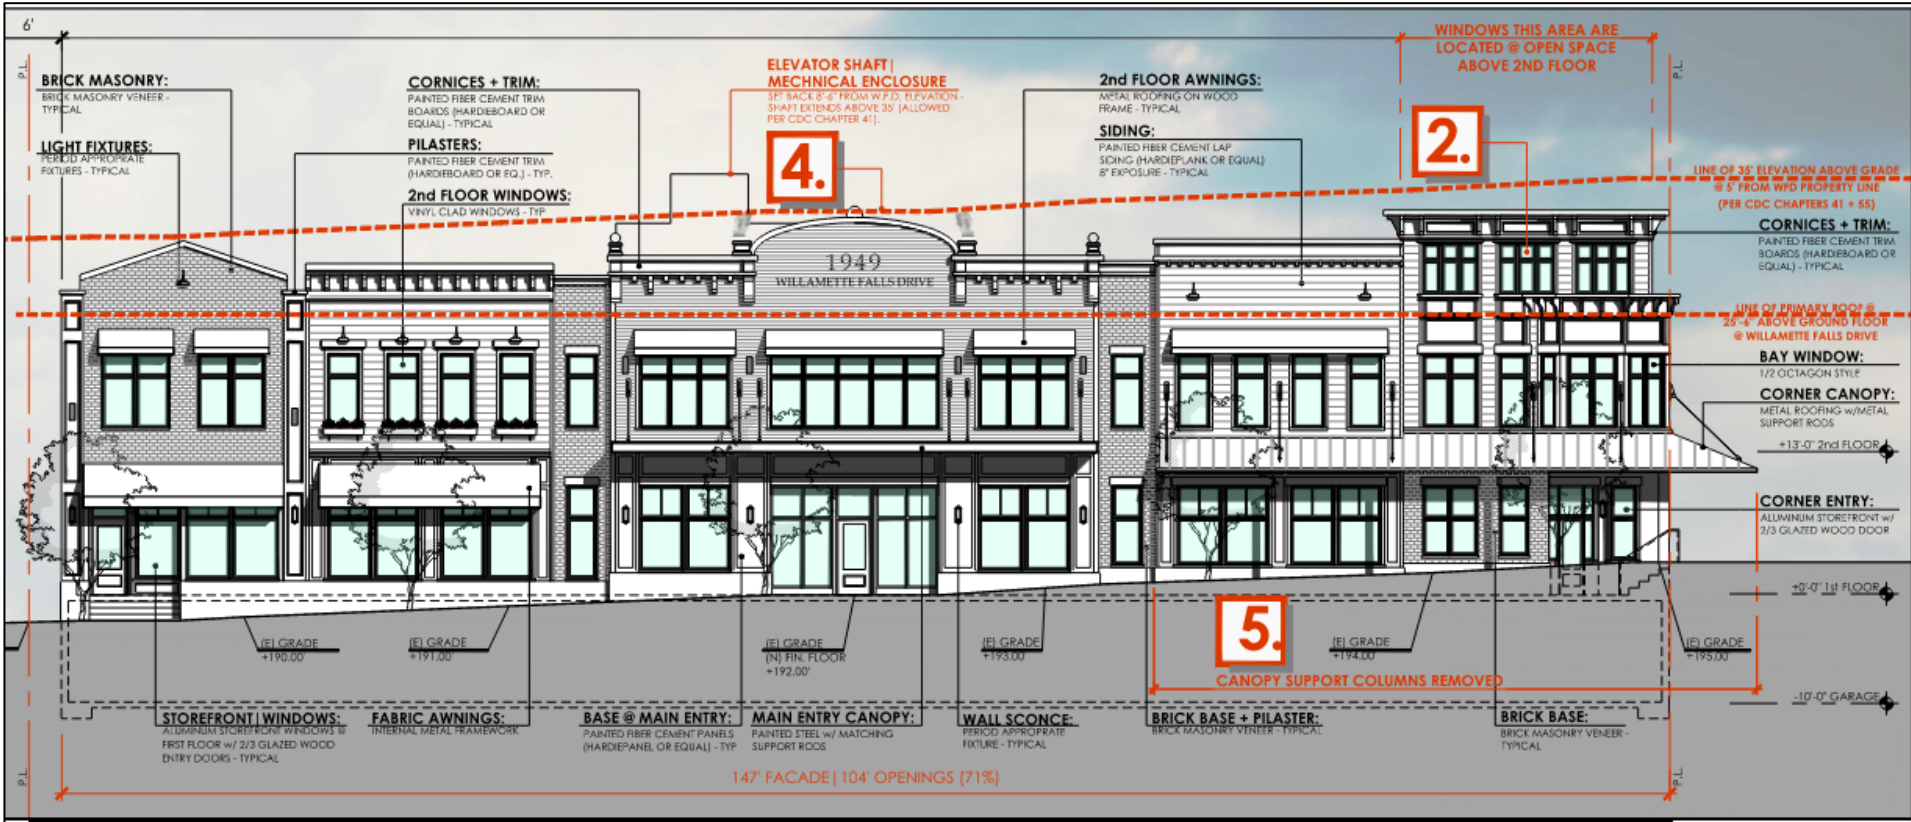 6'
P.L.
P.L.
BRICK MASONRY:
BRICK MASONRY VENEER -
TYPICAL
LIGHT FIXTURES:
PERIOD APPROPRATE
FIXTURES - TYPICAL
CORNICES + TRIM:
PAINTED FIBER CEMENT TRIM
BOARDS (HARDIEBOARD OR
EQUAL) - TYPICAL
PILASTERS:
PAINTED FIBER CEMENT TRIM
(HARDIEBOARD OR EQ.) - TYP.
2nd FLOOR WINDOWS:
VINYL CLAD WINDOWS - TYP
ELEVATOR SHAFT |
MECHNICAL ENCLOSURE
SET BACK 8'-6" FROM W.F.D. ELEVATION -
SHAFT EXTENDS ABOVE 35' (ALLOWED
PER CDC CHAPTER 41).
4.
2nd FLOOR AWNINGS:
METAL ROOFING ON WOOD
FRAME - TYPICAL
SIDING:
PAINTED FIBER CEMENT LAP
SIDING (HARDIEPLANK OR EQUAL)
8" EXPOSURE - TYPICAL
WINDOWS THIS AREA ARE
LOCATED @ OPEN SPACE
ABOVE 2ND FLOOR
2.
LINE OF 35' ELEVATION ABOVE GRADE
@ 5' FROM WFD PROPERTY LINE
(PER CDC CHAPTERS 41 + 55)
CORNICES + TRIM:
PAINTED FIBER CEMENT TRIM
BOARDS (HARDIEBOARD OR
EQUAL) - TYPICAL
1949
WILLAMETTE FALLS DRIVE
LINE OF PRIMARY ROOF @
25'-6" ABOVE GROUND FLOOR
@ WILLAMETTE FALLS DRIVE
BAY WINDOW:
1/2 OCTAGON STYLE
CORNER CANOPY:
METAL ROOFING w/METAL
SUPPORT RODS
+13'-0" 2nd FLOOR
CORNER ENTRY:
ALUMINUM STOREFRONT w/
2/3 GLAZED WOOD DOOR
+0'-0" 1st FLOOR
(E) GRADE
+190.00'
(E) GRADE
+191.00'
(E) GRADE
(N) FIN. FLOOR
+192.00'
(E) GRADE
+193.00'
5.
(E) GRADE
+194.00'
(E) GRADE
+195.00'
CANOPY SUPPORT COLUMNS REMOVED
-10'-0" GARAGE
STOREFRONT | WINDOWS:
ALUMINUM STOREFRONT WINDOWS @
FIRST FLOOR w/ 2/3 GLAZED WOOD
ENTRY DOORS - TYPICAL
FABRIC AWNINGS:
INTERNAL METAL FRAMEWORK
BASE @ MAIN ENTRY:
PAINTED FIBER CEMENT PANELS
(HARDIEPANEL OR EQUAL) - TYP
MAIN ENTRY CANOPY:
PAINTED STEEL w/ MATCHING
SUPPORT RODS
WALL SCONCE:
PERIOD APPROPRATE
FIXTURE - TYPICAL
BRICK BASE + PILASTER:
BRICK MASONRY VENEER - TYPICAL
BRICK BASE:
BRICK MASONRY VENEER -
TYPICAL
P.L.
147' FACADE | 104' OPENINGS (71%)
P.L.